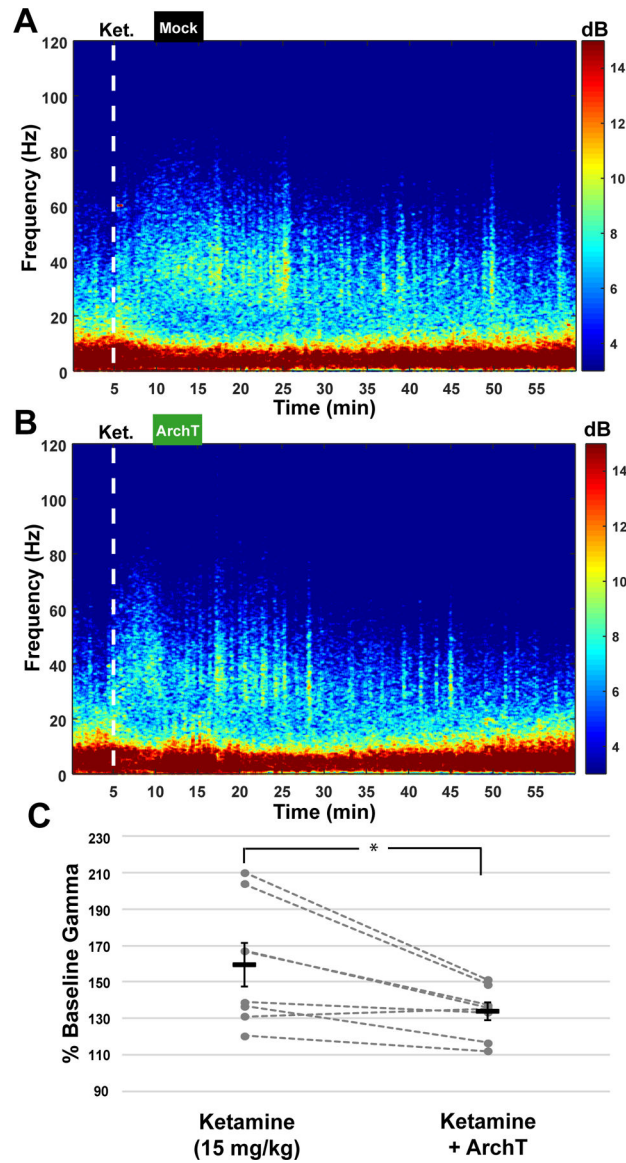 A
Ket.
Mock
dB
120
100
80
60
40
20
0
Frequency (Hz)
5 10 15 20 25 30 35 40 45 50 55
Time (min)
14
12
10
8
6
4
B
Ket.
ArchT
dB
120
100
80
60
40
20
0
Frequency (Hz)
5 10 15 20 25 30 35 40 45 50 55
Time (min)
14
12
10
8
6
4
C
230
210
190
170
150
130
110
90
% Baseline Gamma
*
Ketamine
(15 mg/kg)
Ketamine
+ ArchT